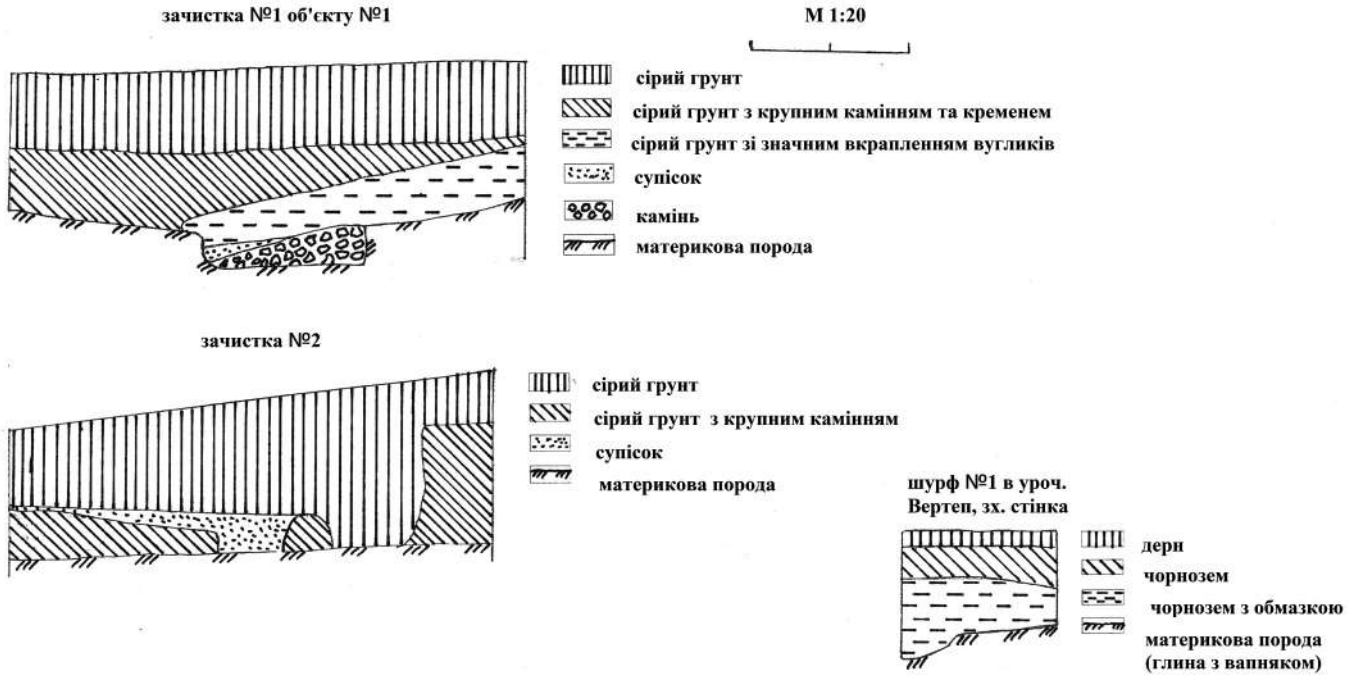 зачистка №1 об'єкту №1
М 1:20
сірий грунт
сірий грунт з крупним камінням та кременем
сірий грунт зі значним вкрапленням вугликів
супісок
камінь
материкова порода
зачистка №2
сірий грунт
сірий грунт з крупним камінням
супісок
материкова порода
шурф №1 в уроч.
Вертеп, зх. стінка
дерн
чорнозем
чорнозем з обмазкою
материкова порода
(глина з вапняком)